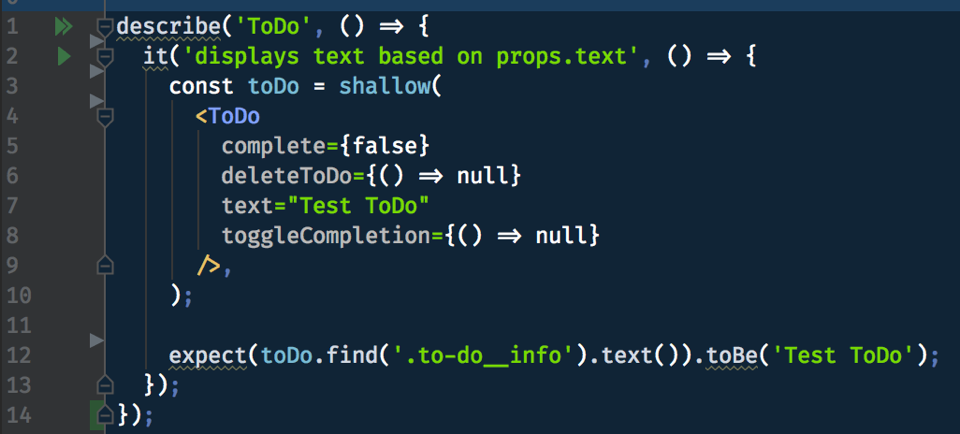 1 describe('ToDo', () => {
2 it('displays text based on props.text', () => {
3 const toDo = shallow(
4 <ToDo
5 complete={false}
6 deleteToDo={() => null}
7 text="Test ToDo"
8 toggleCompletion={() => null}
9 />,
10 );
11
12 expect(toDo.find('.to-do__info').text()).toBe('Test ToDo');
13 });
14 });